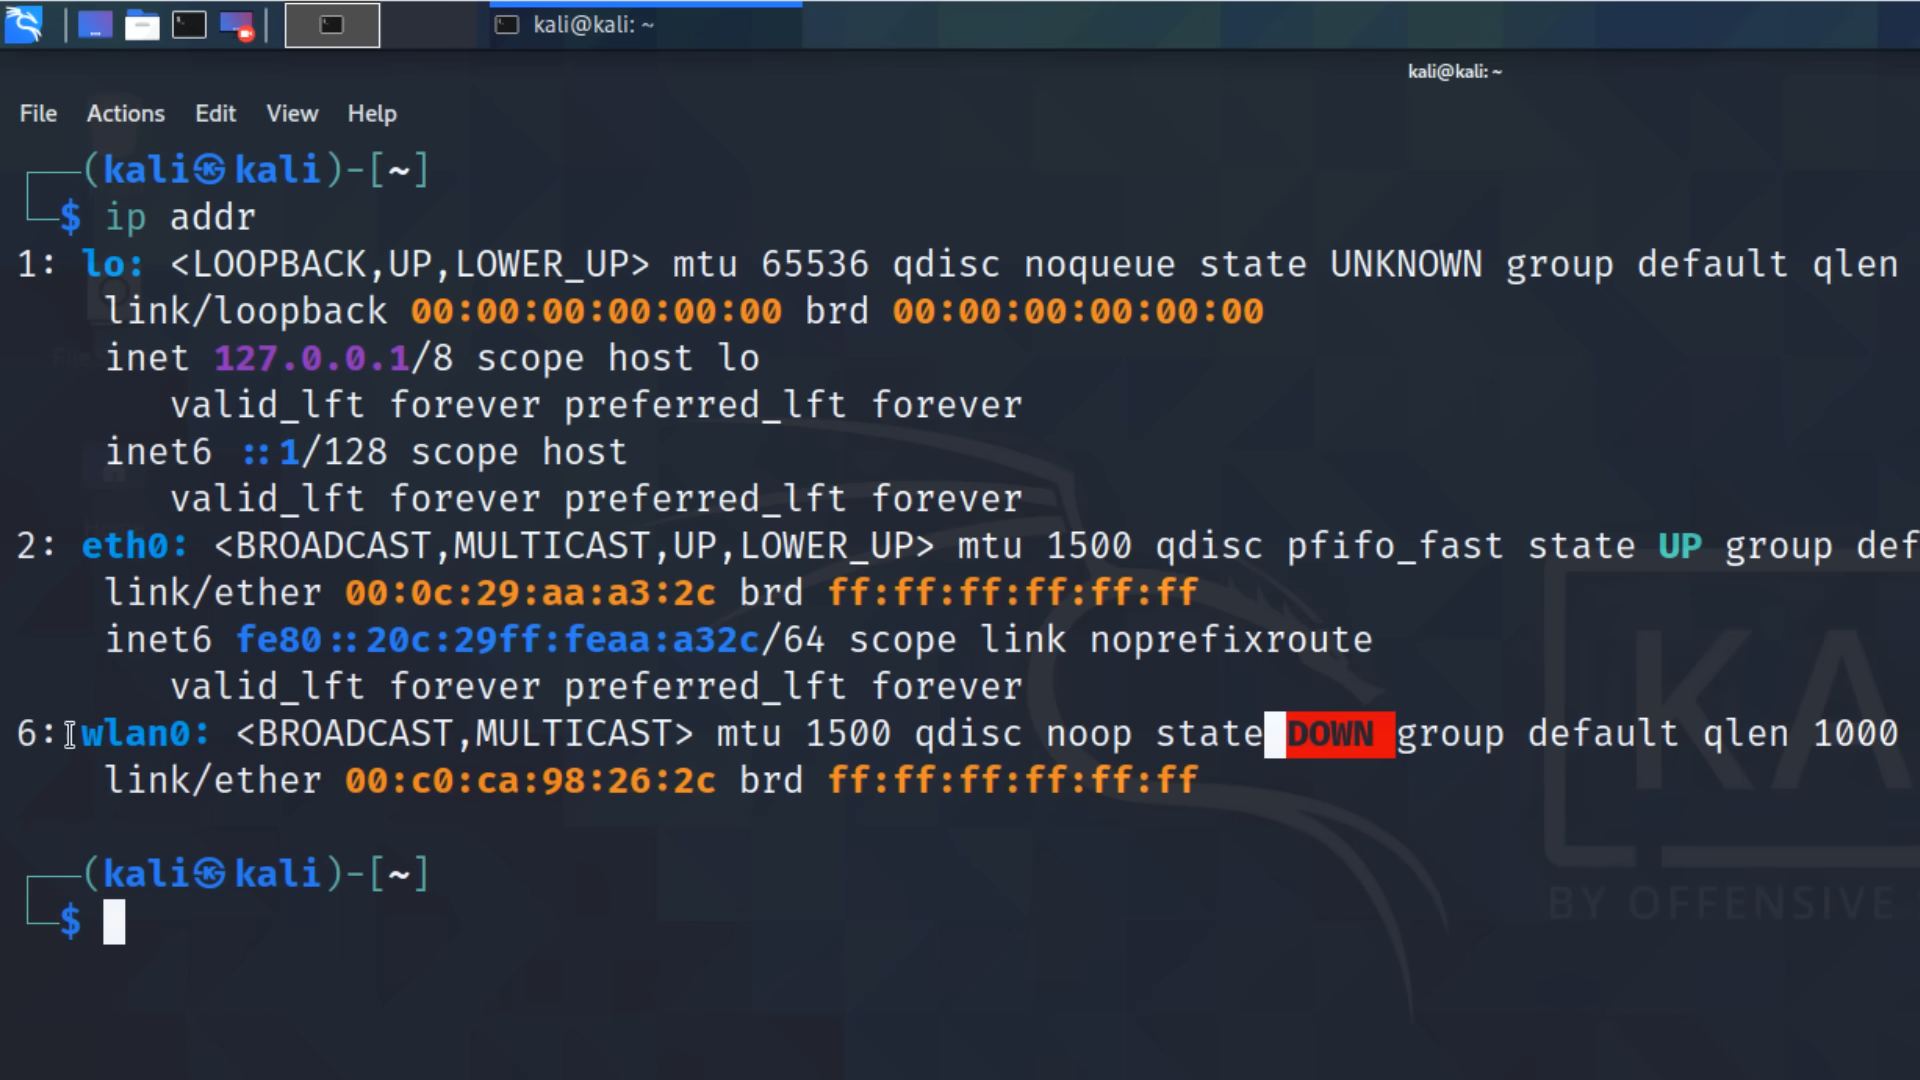 kali@kali: ~
kali@kali: ~
File Actions Edit View Help
(kali㉿kali)-[~]
$ ip addr
1: lo: <LOOPBACK,UP,LOWER_UP> mtu 65536 qdisc noqueue state UNKNOWN group default qlen
link/loopback 00:00:00:00:00:00 brd 00:00:00:00:00:00
inet 127.0.0.1/8 scope host lo
valid_lft forever preferred_lft forever
inet6 ::1/128 scope host
valid_lft forever preferred_lft forever
2: eth0: <BROADCAST,MULTICAST,UP,LOWER_UP> mtu 1500 qdisc pfifo_fast state UP group def
link/ether 00:0c:29:aa:a3:2c brd ff:ff:ff:ff:ff:ff
inet6 fe80::20c:29ff:feaa:a32c/64 scope link noprefixroute
valid_lft forever preferred_lft forever
6: wlan0: <BROADCAST,MULTICAST> mtu 1500 qdisc noop state DOWN group default qlen 1000
link/ether 00:c0:ca:98:26:2c brd ff:ff:ff:ff:ff:ff
(kali㉿kali)-[~]
$
KA
BY OFFENSIVE